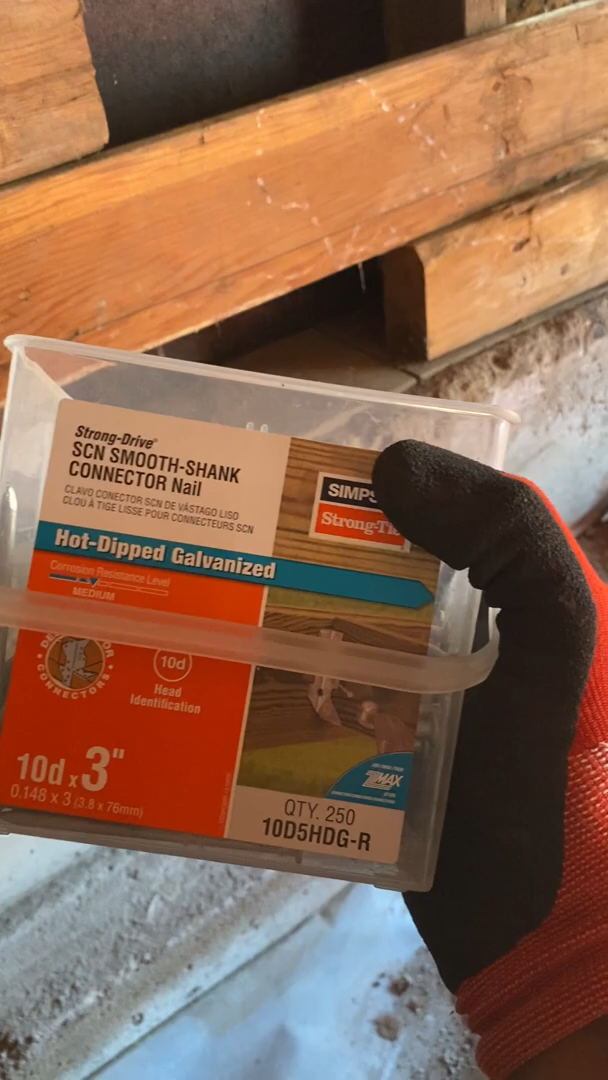 Strong-Drive®
SCN SMOOTH-SHANK
CONNECTOR Nail
CLAVO CONECTOR SCN DE VÁSTAGO LISO
CLOU À TIGE LISSE POUR CONNECTEURS SCN
SIMPS
Strong-Tie
Hot-Dipped Galvanized
Corrosion Resistance Level
MEDIUM
CONNECTORS
10d
Head
Identification
10d x 3"
0.148 x 3 (3.8 x 76mm)
ZMAX
QTY. 250
10D5HDG-R